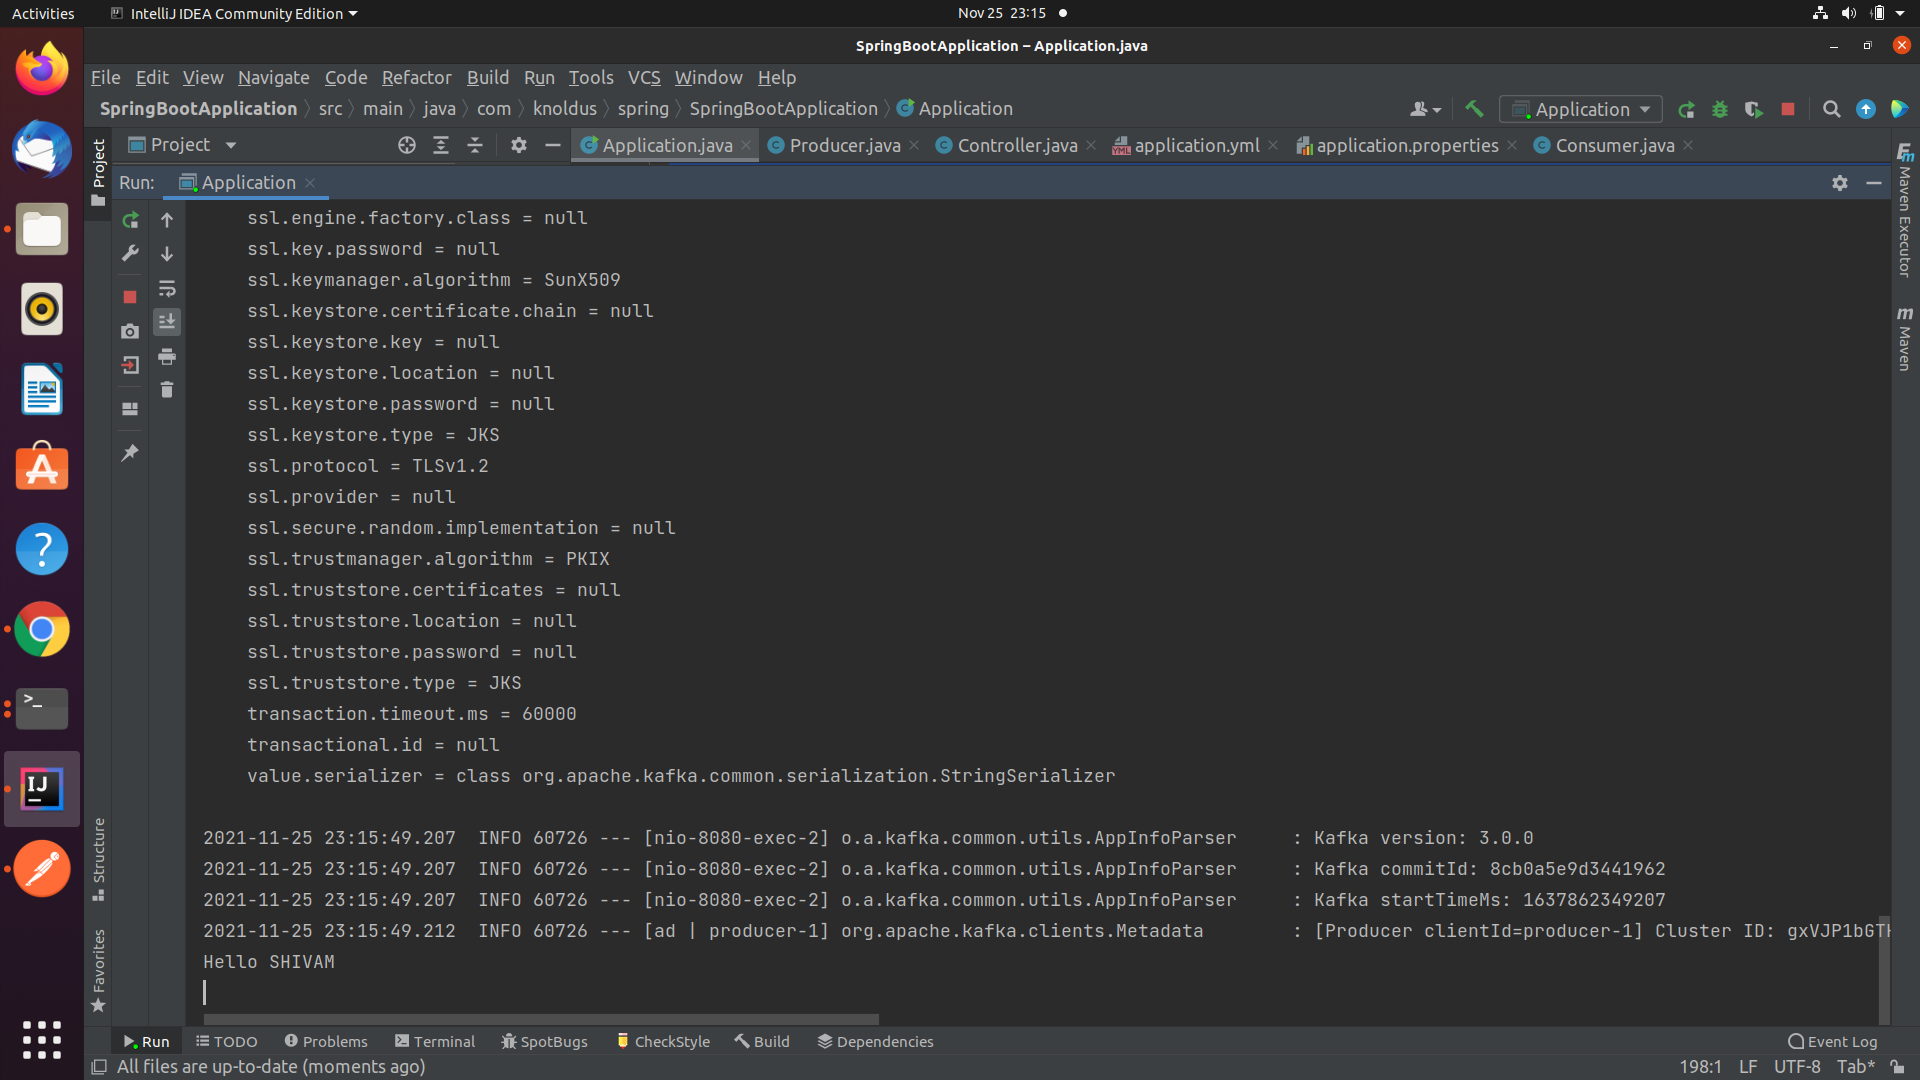 Activities IntelliJ IDEA Community Edition Nov 25 23:15
SpringBootApplication – Application.java
File Edit View Navigate Code Refactor Build Run Tools VCS Window Help
SpringBootApplication src main java com knoldus spring SpringBootApplication Application Application
Project Project Application.java Producer.java Controller.java application.yml application.properties Consumer.java
Run: Application
Maven Executor
Maven
ssl.engine.factory.class = null
ssl.key.password = null
ssl.keymanager.algorithm = SunX509
ssl.keystore.certificate.chain = null
ssl.keystore.key = null
ssl.keystore.location = null
ssl.keystore.password = null
ssl.keystore.type = JKS
ssl.protocol = TLSv1.2
ssl.provider = null
ssl.secure.random.implementation = null
ssl.trustmanager.algorithm = PKIX
ssl.truststore.certificates = null
ssl.truststore.location = null
ssl.truststore.password = null
ssl.truststore.type = JKS
transaction.timeout.ms = 60000
transactional.id = null
value.serializer = class org.apache.kafka.common.serialization.StringSerializer
2021-11-25 23:15:49.207  INFO 60726 --- [nio-8080-exec-2] o.a.kafka.common.utils.AppInfoParser     : Kafka version: 3.0.0
2021-11-25 23:15:49.207  INFO 60726 --- [nio-8080-exec-2] o.a.kafka.common.utils.AppInfoParser     : Kafka commitId: 8cb0a5e9d3441962
2021-11-25 23:15:49.207  INFO 60726 --- [nio-8080-exec-2] o.a.kafka.common.utils.AppInfoParser     : Kafka startTimeMs: 1637862349207
2021-11-25 23:15:49.212  INFO 60726 --- [ad | producer-1] org.apache.kafka.clients.Metadata        : [Producer clientId=producer-1] Cluster ID:
Hello SHIVAM
Structure
Favorites
Run TODO Problems Terminal SpotBugs CheckStyle Build Dependencies Event Log
All files are up-to-date (moments ago) 198:1 LF UTF-8 Tab*